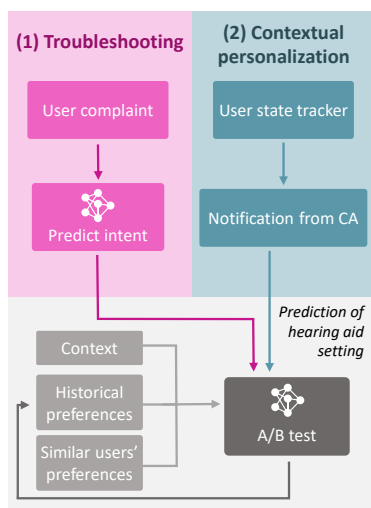 (1) Troubleshooting
(2) Contextual
personalization
User complaint
User state tracker
Predict intent
Notification from CA
Prediction of
hearing aid
setting
Context
Historical
preferences
Similar users'
preferences
A/B test